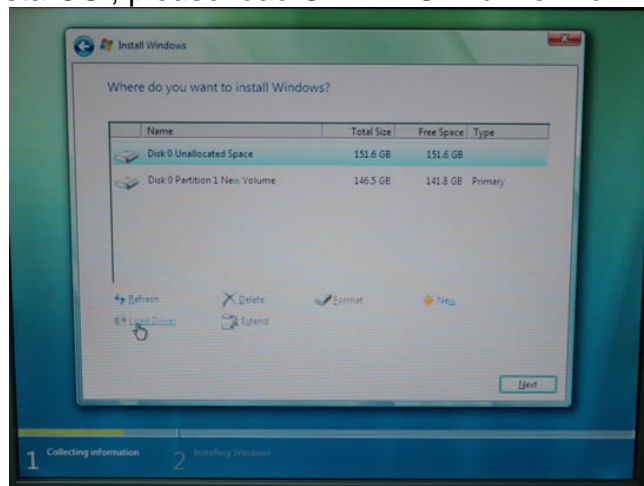 Install Windows
Where do you want to install Windows?
Name Total Size Free Space Type
Disk 0 Unallocated Space 151.6 GB 151.6 GB
Disk 0 Partition 1 New Volume 146.5 GB 141.8 GB Primary
Refresh Delete Format New
Load Driver Extend
Next
1 Collecting information 2 Installing Windows